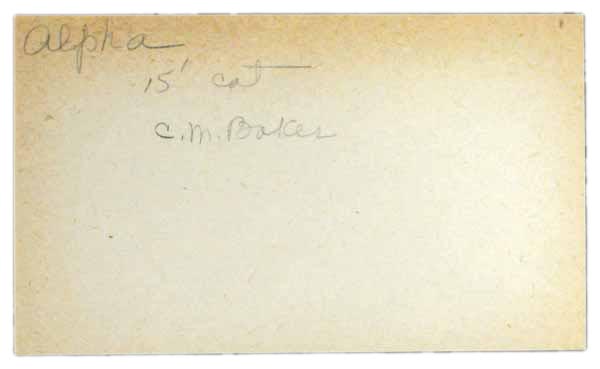 Alpha
15' cat
C.M. Baker